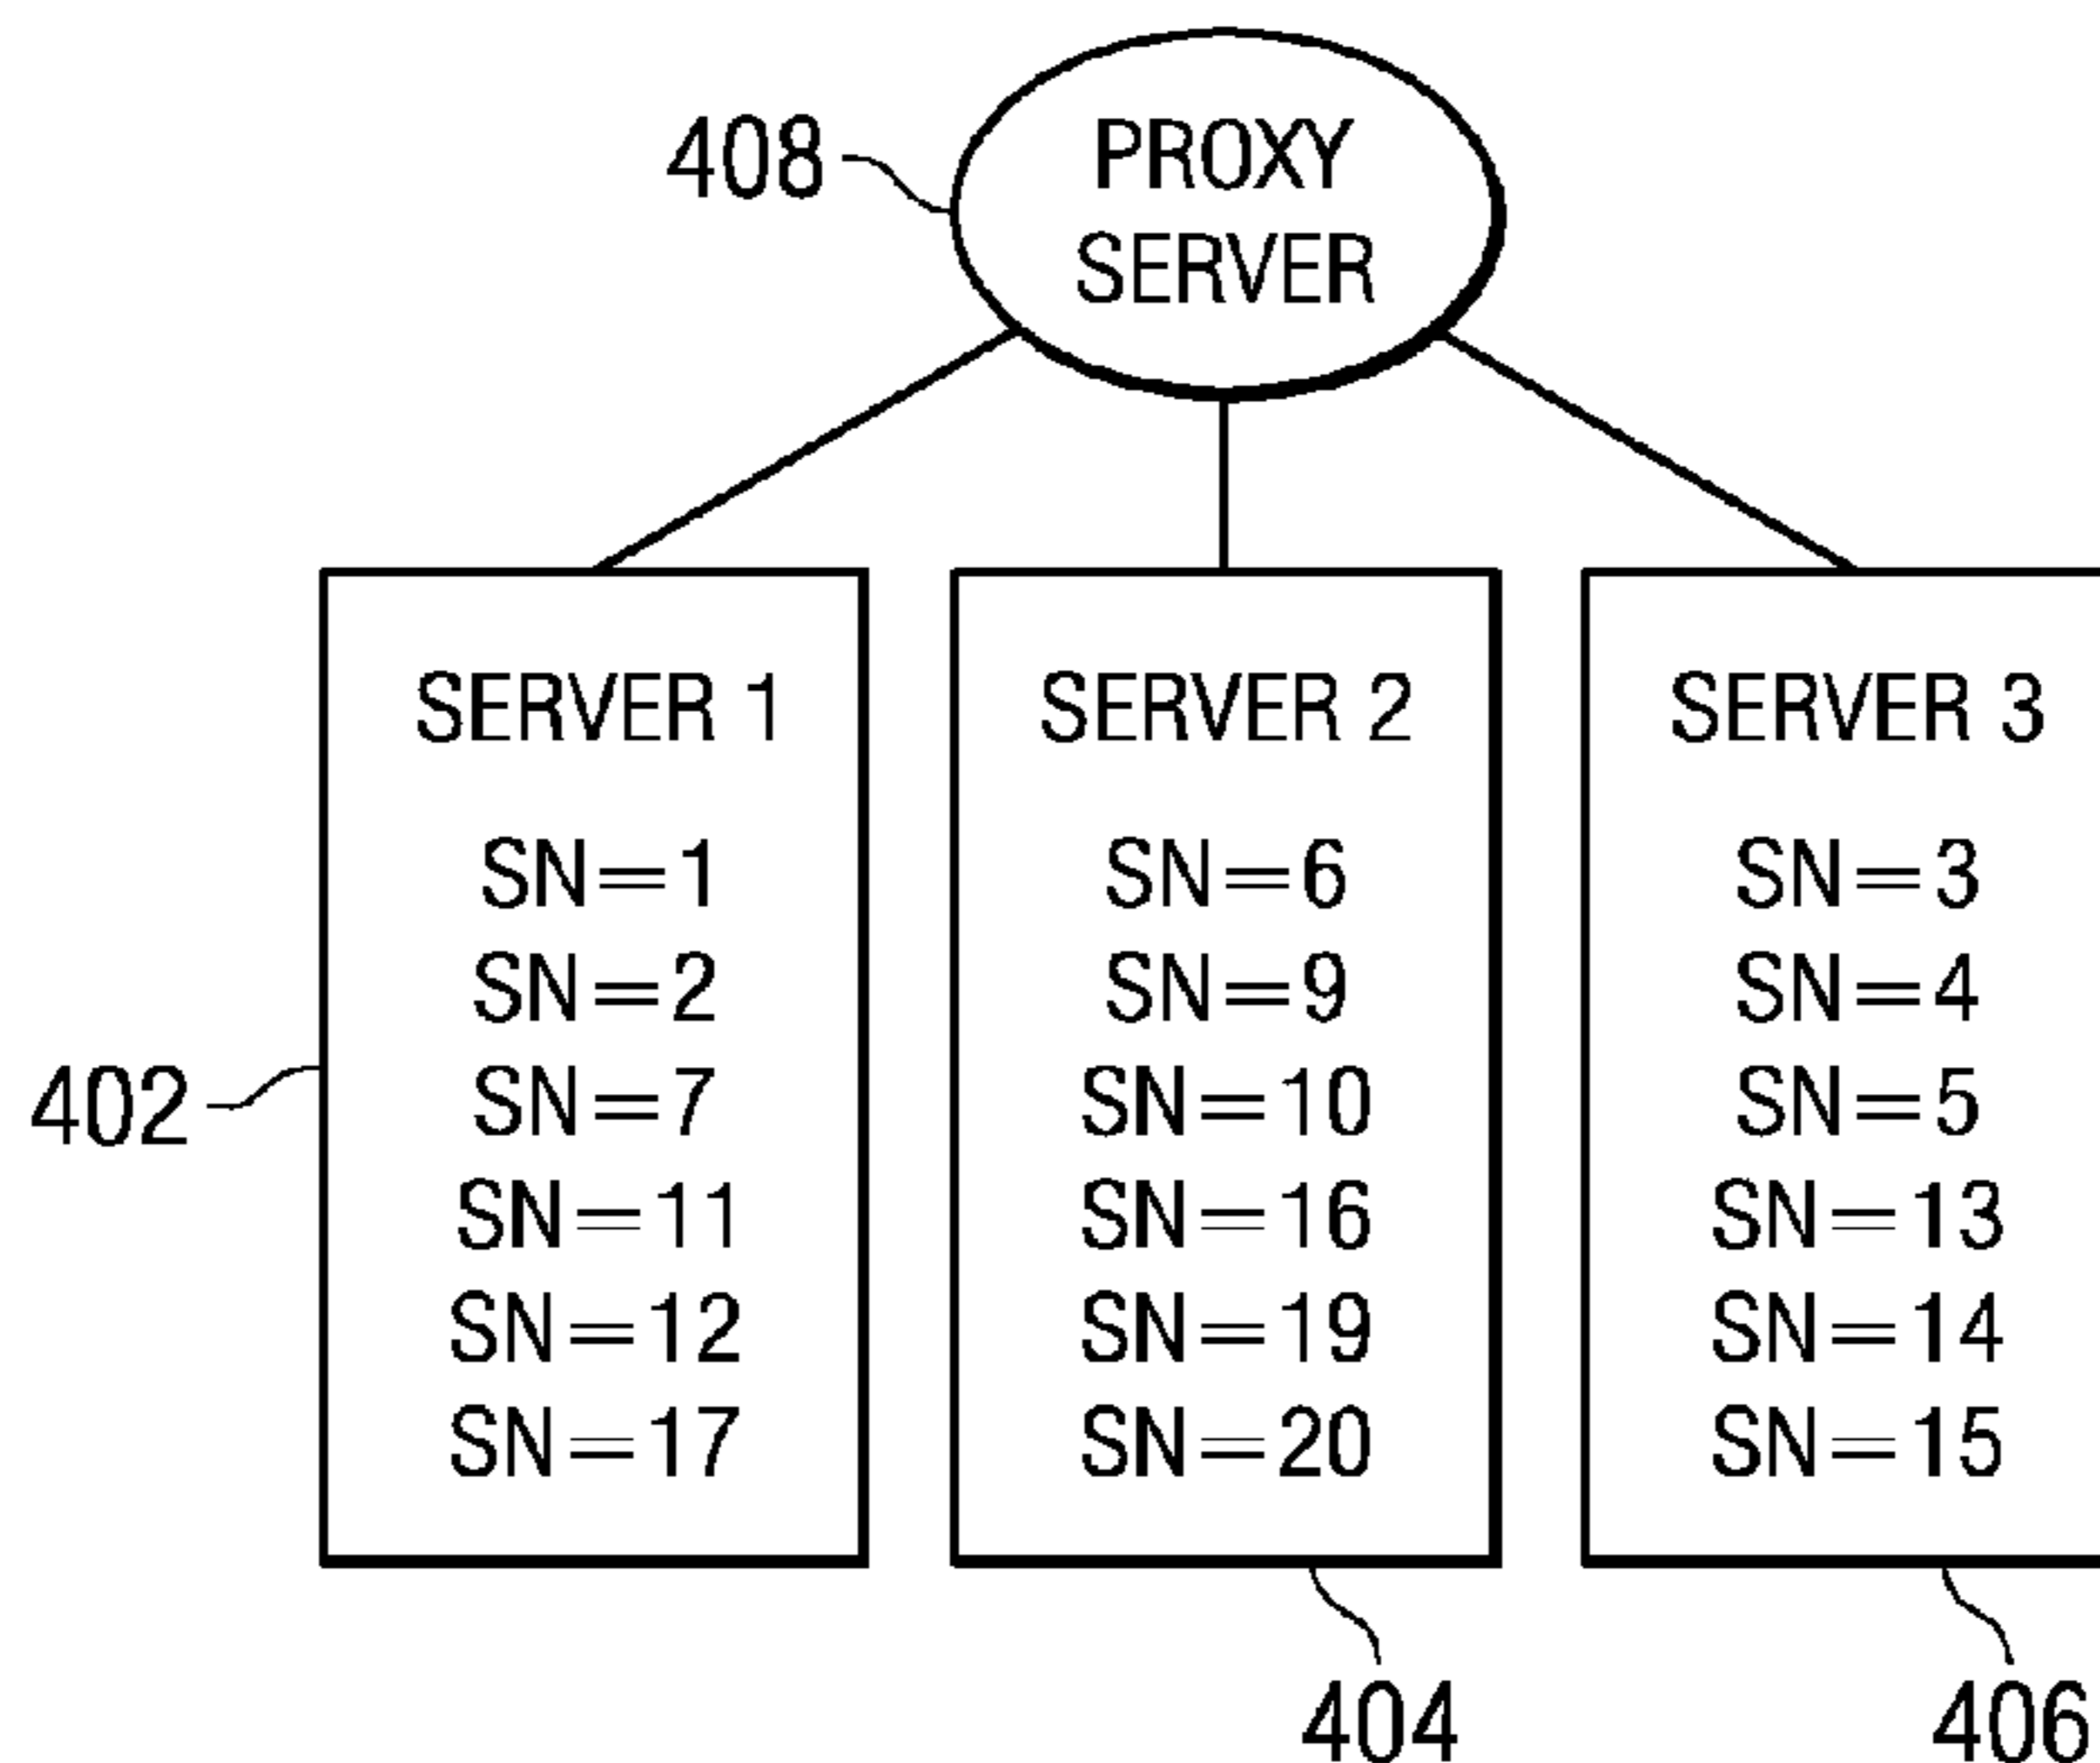 408
PROXY
SERVER
SERVER 1
SN=1
SN=2
SN=7
SN=11
SN=12
SN=17
402
SERVER 2
SN=6
SN=9
SN=10
SN=16
SN=19
SN=20
404
SERVER 3
SN=3
SN=4
SN=5
SN=13
SN=14
SN=15
406